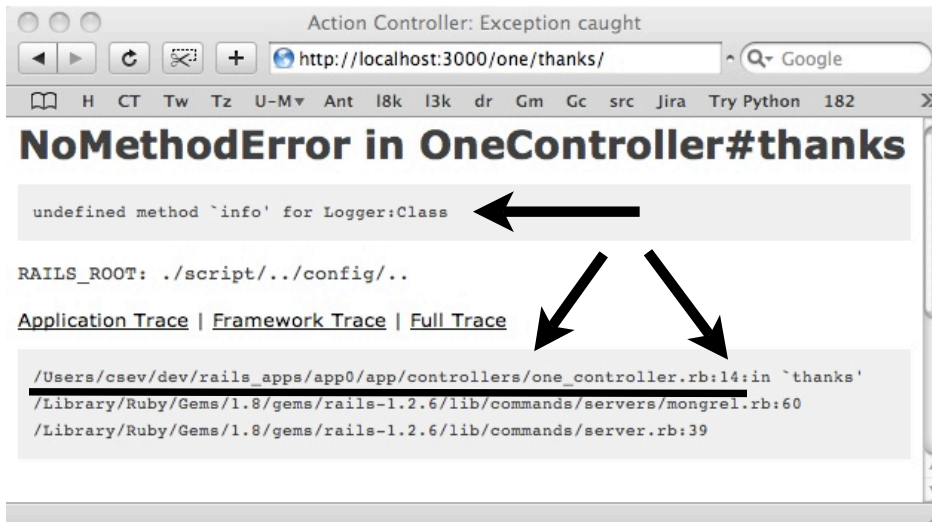 Action Controller: Exception caught
http://localhost:3000/one/thanks/
Google
H CT Tw Tz U-M▾ Ant I8k I3k dr Gm Gc src Jira Try Python 182
NoMethodError in OneController#thanks
undefined method `info' for Logger:Class
RAILS_ROOT: ./script/../config/..
Application Trace | Framework Trace | Full Trace
/Users/csev/dev/rails_apps/app0/app/controllers/one_controller.rb:14:in `thanks'
/Library/Ruby/Gems/1.8/gems/rails-1.2.6/lib/commands/servers/mongrel.rb:60
/Library/Ruby/Gems/1.8/gems/rails-1.2.6/lib/commands/server.rb:39